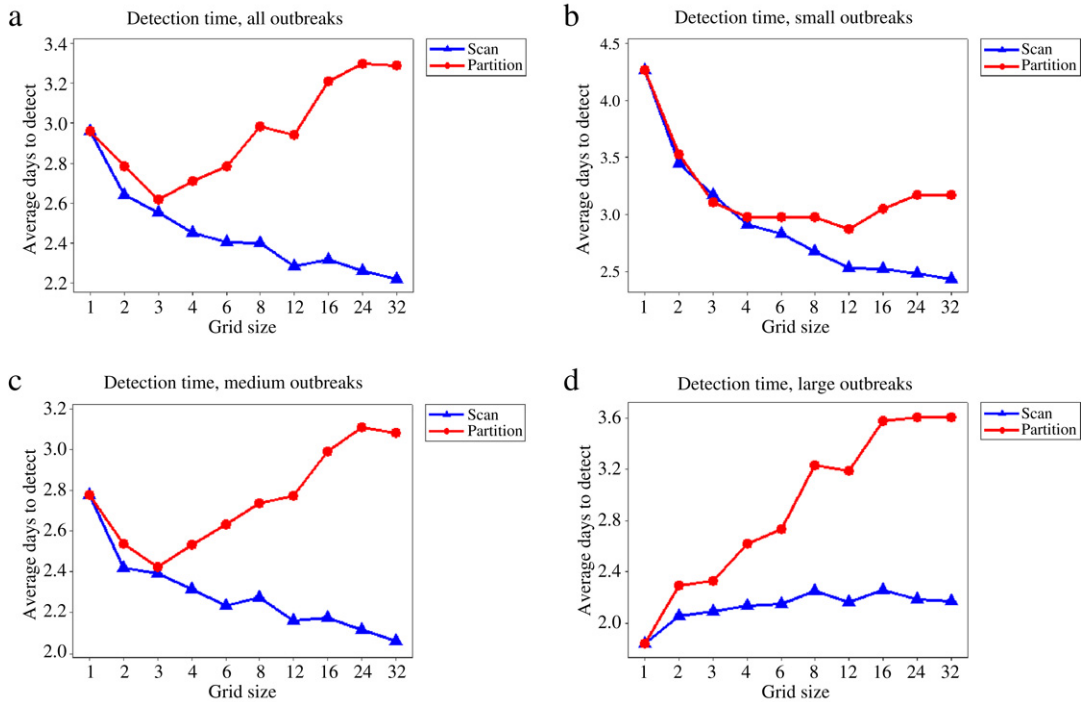 a
Detection time, all outbreaks
3.4
3.2
3.0
2.8
2.6
2.4
2.2
Average days to detect
1 2 3 4 6 8 12 16 24 32
Grid size
Scan
Partition
b
Detection time, small outbreaks
4.5
3.5
3.0
2.5
Average days to detect
1 2 3 4 6 8 12 16 24 32
Grid size
Scan
Partition
c
Detection time, medium outbreaks
3.2
3.0
2.8
2.6
2.4
2.2
2.0
Average days to detect
1 2 3 4 6 8 12 16 24 32
Grid size
Scan
Partition
d
Detection time, large outbreaks
3.6
3.2
2.8
2.4
2.0
Average days to detect
1 2 3 4 6 8 12 16 24 32
Grid size
Scan
Partition